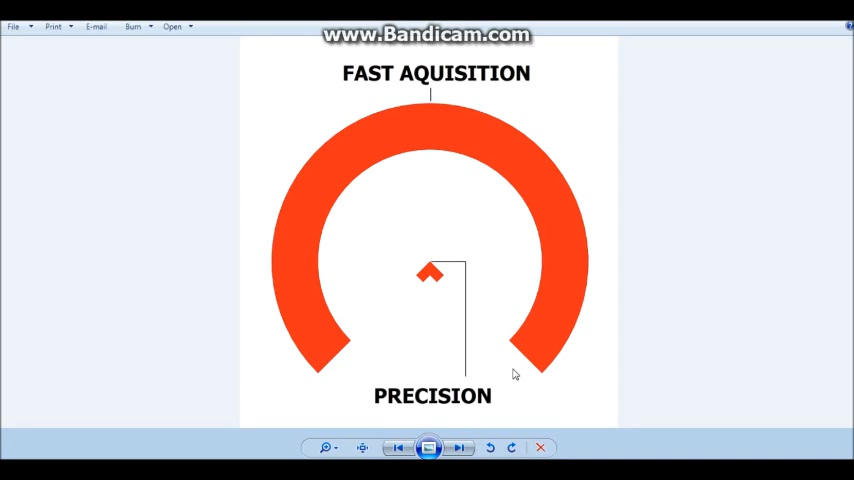 File Print E-mail Burn Open
www.Bandicam.com
FAST AQUISITION
PRECISION